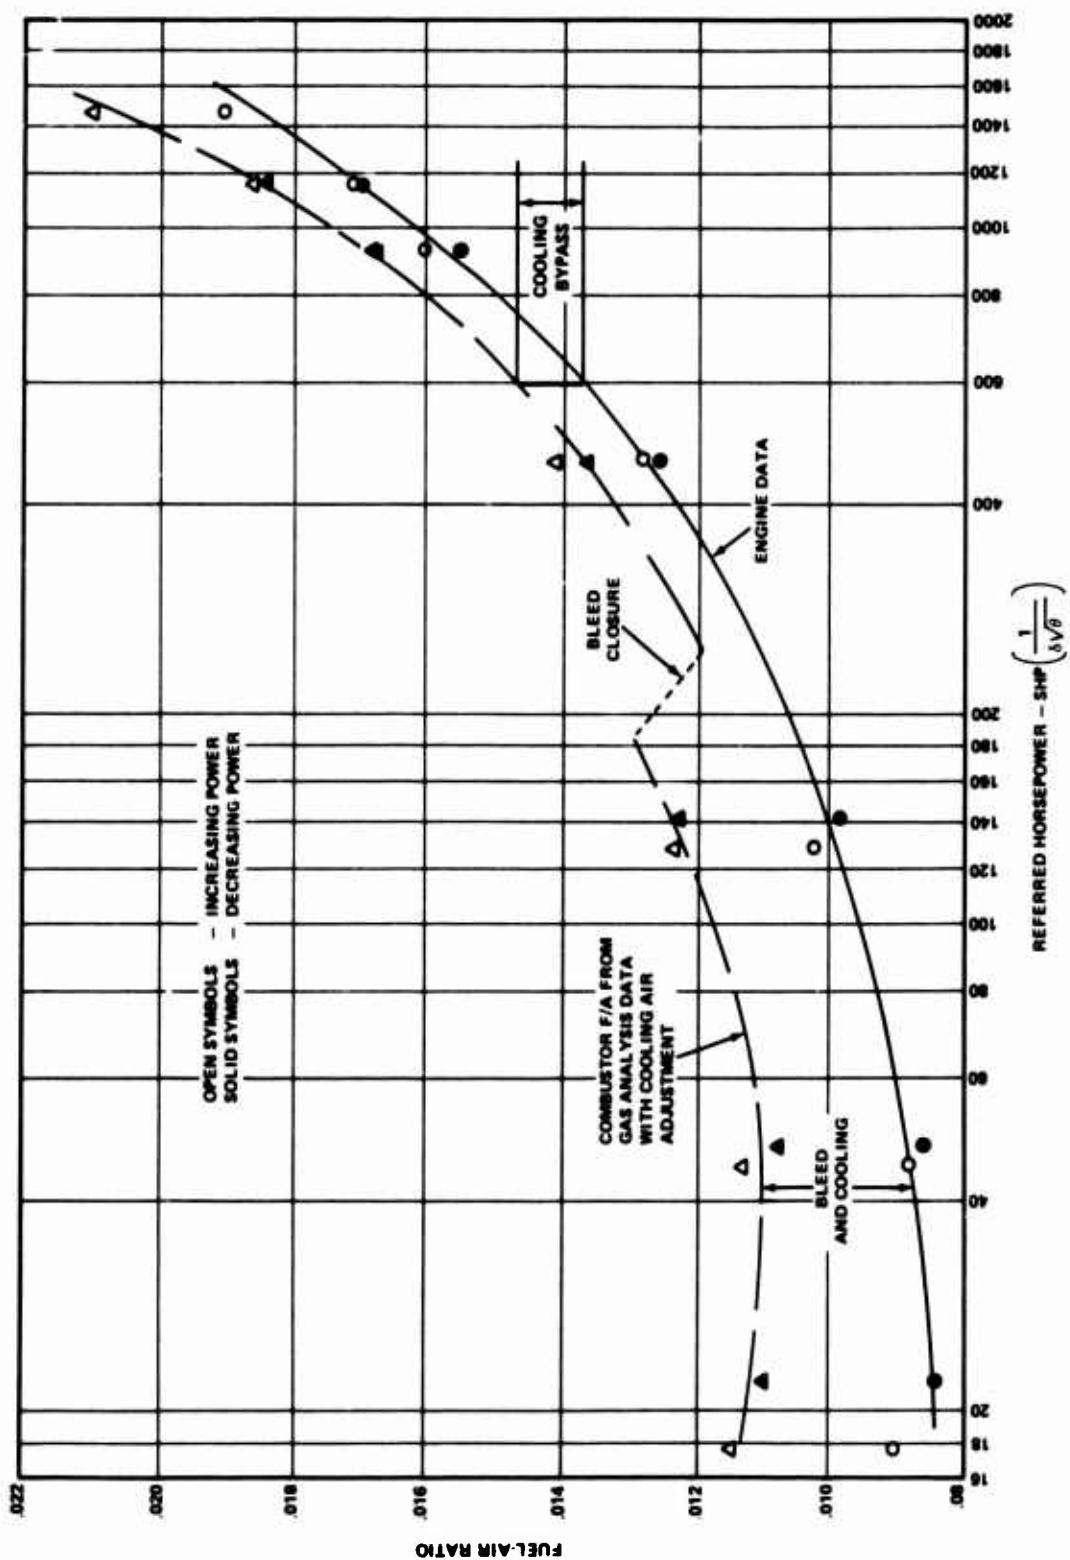 .022
.020
.018
.016
.014
.012
.010
.08
FUEL-AIR RATIO
OPEN SYMBOLS – INCREASING POWER
SOLID SYMBOLS – DECREASING POWER
COMBUSTOR F/A FROM
GAS ANALYSIS DATA
WITH COOLING AIR
ADJUSTMENT
BLEED
CLOSURE
COOLING
BYPASS
BLEED
AND COOLING
ENGINE DATA
16
18
20
40
60
80
100
120
140
160
180
200
400
600
800
1000
1200
1400
1600
1800
2000
REFERRED HORSEPOWER – SHP (1/δ√θ)